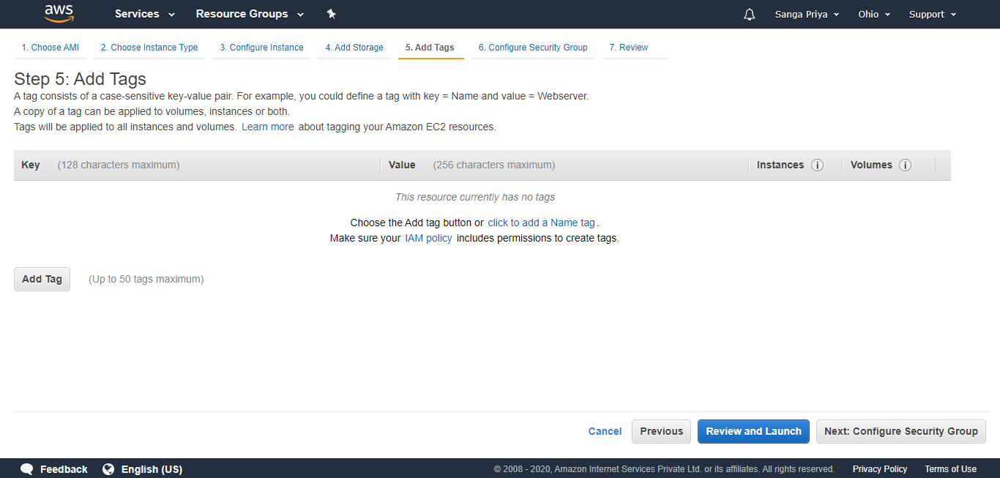 aws Services Resource Groups Sanga Priya Ohio Support
1. Choose AMI 2. Choose Instance Type 3. Configure Instance 4. Add Storage 5. Add Tags 6. Configure Security Group 7. Review
Step 5: Add Tags
A tag consists of a case-sensitive key-value pair. For example, you could define a tag with key = Name and value = Webserver.
A copy of a tag can be applied to volumes, instances or both.
Tags will be applied to all instances and volumes. Learn more about tagging your Amazon EC2 resources.
Key (128 characters maximum) Value (256 characters maximum) Instances i Volumes i
This resource currently has no tags
Choose the Add tag button or click to add a Name tag.
Make sure your IAM policy includes permissions to create tags.
Add Tag (Up to 50 tags maximum)
Cancel Previous Review and Launch Next: Configure Security Group
Feedback English (US) © 2008 - 2020, Amazon Internet Services Private Ltd. or its affiliates. All rights reserved. Privacy Policy Terms of Use